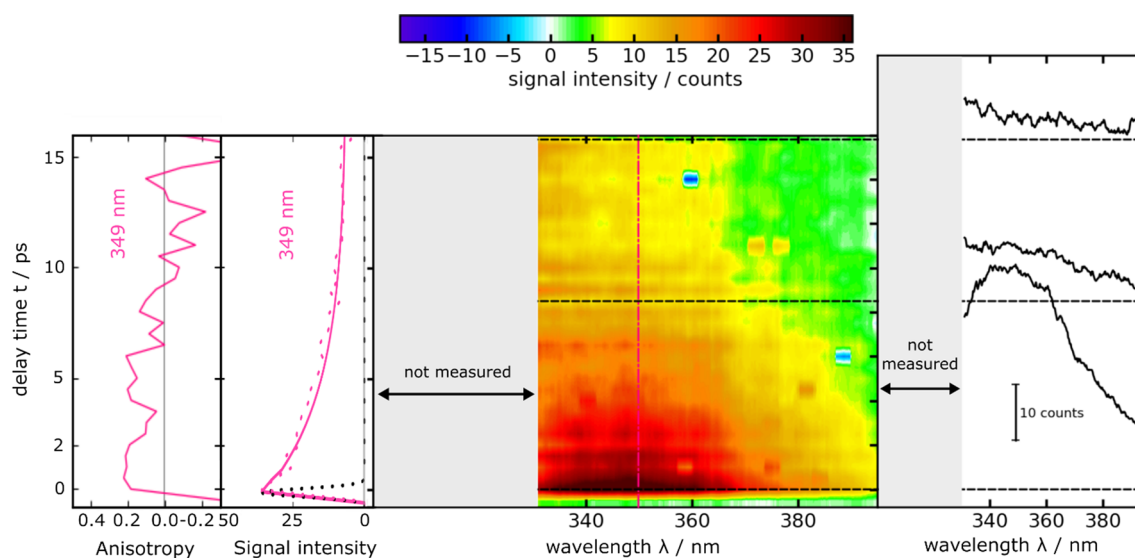 −15 −10 −5 0 5 10 15 20 25 30 35
signal intensity / counts
delay time t / ps
15
10
5
2
0
349 nm
349 nm
not measured
not
measured
10 counts
0.4 0.2 0.0 -0.2
50 25 0
340 360 380
340 360 380
Anisotropy
Signal intensity
wavelength λ / nm
wavelength λ / nm